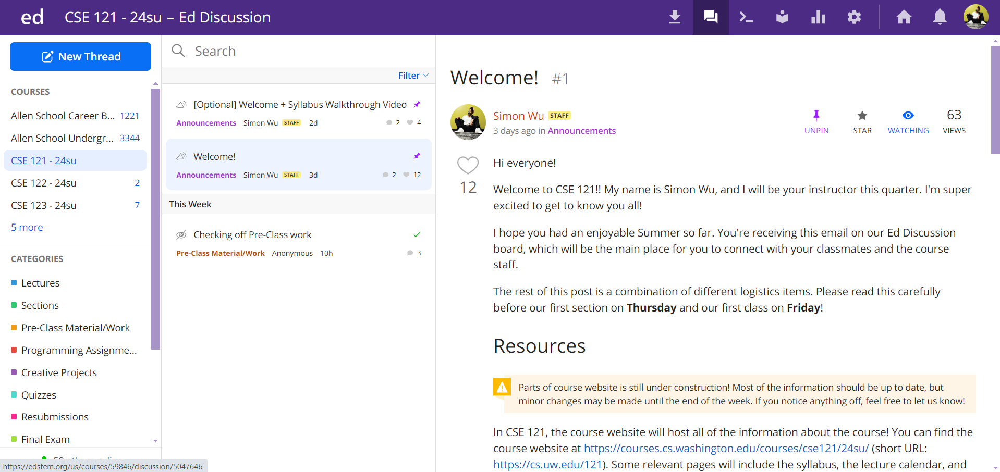 ed
CSE 121 - 24su – Ed Discussion
New Thread
COURSES
Allen School Career B... 1221
Allen School Undergr... 3344
CSE 121 - 24su
CSE 122 - 24su 2
CSE 123 - 24su 7
5 more
CATEGORIES
Lectures
Sections
Pre-Class Material/Work
Programming Assignme...
Creative Projects
Quizzes
Resubmissions
Final Exam
58 others online
https://edstem.org/us/courses/59846/discussion/5047646
Search
Filter
[Optional] Welcome + Syllabus Walkthrough Video
Announcements Simon Wu STAFF 2d 2 4
Welcome!
Announcements Simon Wu STAFF 3d 2 12
This Week
Checking off Pre-Class work
Pre-Class Material/Work Anonymous 10h 3
Welcome! #1
Simon Wu STAFF
3 days ago in Announcements
UNPIN
STAR
WATCHING
63
VIEWS
12
Hi everyone!
Welcome to CSE 121!! My name is Simon Wu, and I will be your instructor this quarter. I'm super
excited to get to know you all!
I hope you had an enjoyable Summer so far. You're receiving this email on our Ed Discussion
board, which will be the main place for you to connect with your classmates and the course
staff.
The rest of this post is a combination of different logistics items. Please read this carefully
before our first section on Thursday and our first class on Friday!
Resources
Parts of course website is still under construction! Most of the information should be up to date, but
minor changes may be made until the end of the week. If you notice anything off, feel free to let us know!
In CSE 121, the course website will host all of the information about the course! You can find the
course website at https://courses.cs.washington.edu/courses/cse121/24su/ (short URL:
https://cs.uw.edu/121). Some relevant pages will include the syllabus, the lecture calendar, and